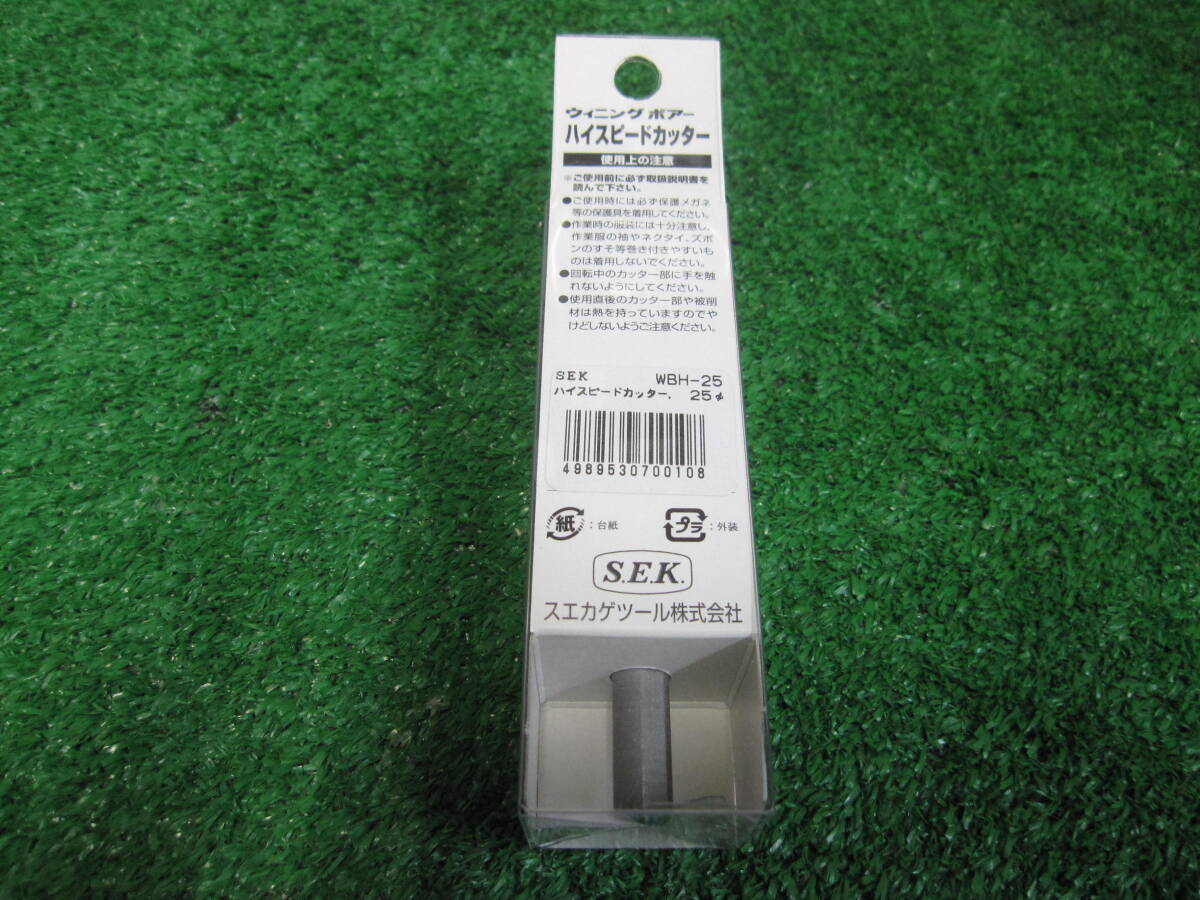 ウィニングボアー
ハイスピードカッター
使用上の注意
※ご使用前に必ず取扱説明書を
読んで下さい。
●ご使用時には必ず保護メガネ
等の保護具を着用してください。
●作業時の服装には十分注意し、
作業服の袖やネクタイ、ズボ
ンのすそ等巻き付きやすいも
のは着用しないでください。
●回転中のカッター部に手を触
れないようにしてください。
●使用直後のカッター部や被削
材は熱を持っていますのでや
けどしないようご注意ください。
SEK WBH-25
ハイスピードカッター. 25φ
4989530700108
紙：台紙 プラ：外装
S.E.K.
スエカゲツール株式会社